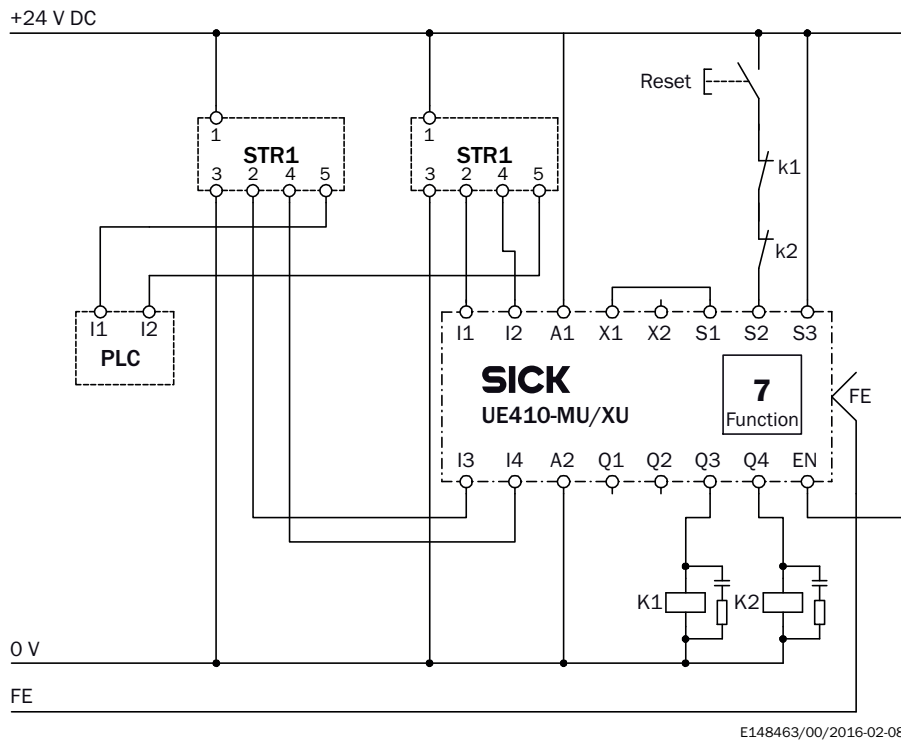 +24 V DC
Reset
1
STR1
3 2 4 5
1
STR1
3 2 4 5
k1
k2
I1 I2
PLC
I1 I2 A1 X1 X2 S1 S2 S3
SICK
UE410-MU/XU
7
Function
FE
I3 I4 A2 Q1 Q2 Q3 Q4 EN
K1
K2
0 V
FE
E148463/00/2016-02-08